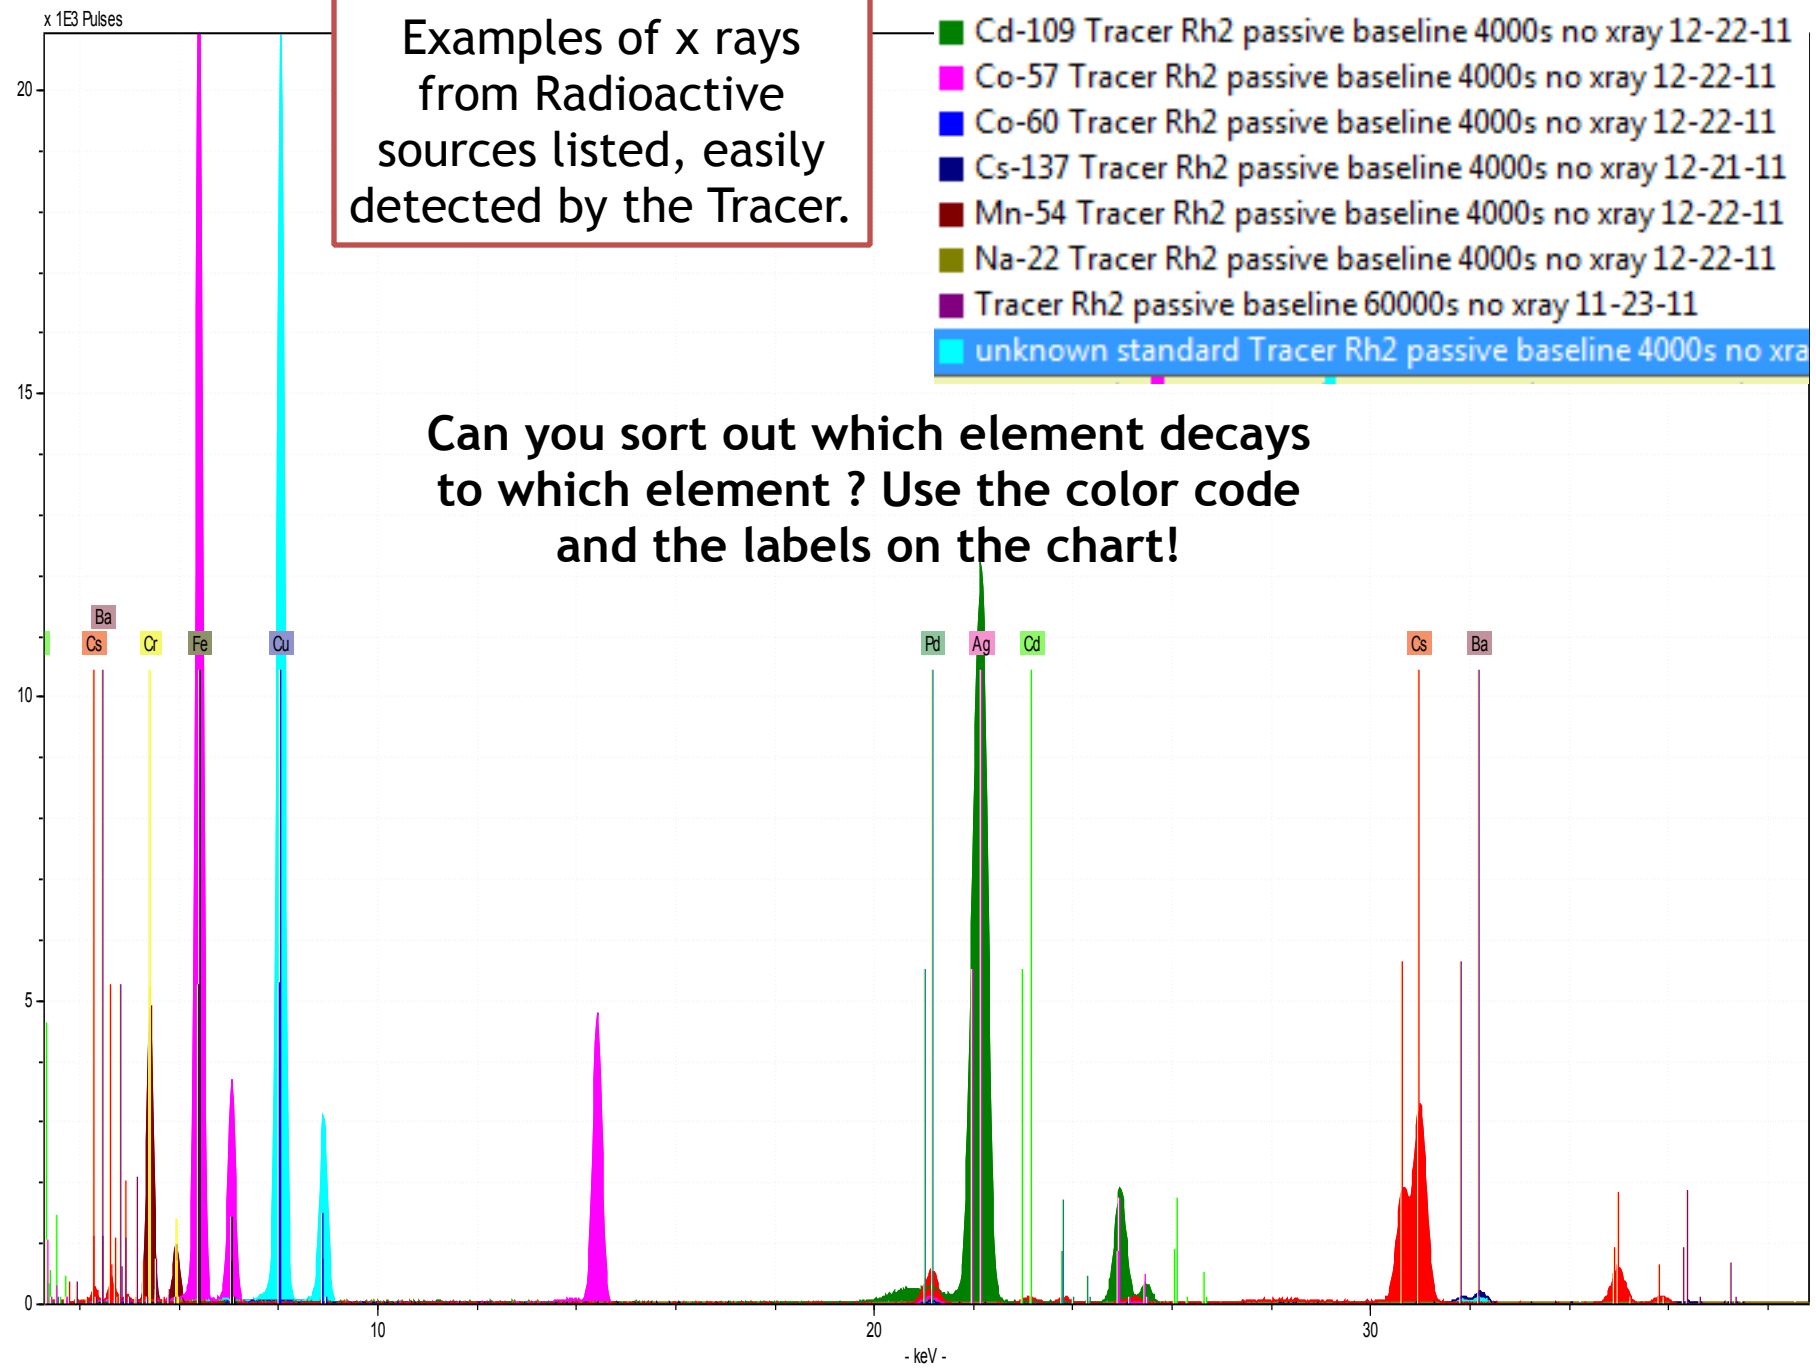 x 1E3 Pulses
Examples of x rays
from Radioactive
sources listed, easily
detected by the Tracer.
Cd-109 Tracer Rh2 passive baseline 4000s no xray 12-22-11
Co-57 Tracer Rh2 passive baseline 4000s no xray 12-22-11
Co-60 Tracer Rh2 passive baseline 4000s no xray 12-22-11
Cs-137 Tracer Rh2 passive baseline 4000s no xray 12-21-11
Mn-54 Tracer Rh2 passive baseline 4000s no xray 12-22-11
Na-22 Tracer Rh2 passive baseline 4000s no xray 12-22-11
Tracer Rh2 passive baseline 60000s no xray 11-23-11
unknown standard Tracer Rh2 passive baseline 4000s no xra
Can you sort out which element decays
to which element ? Use the color code
and the labels on the chart!
20
15
10
5
0
Ba
Cs Cr Fe Cu Pd Ag Cd Cs Ba
10 20 30
- keV -